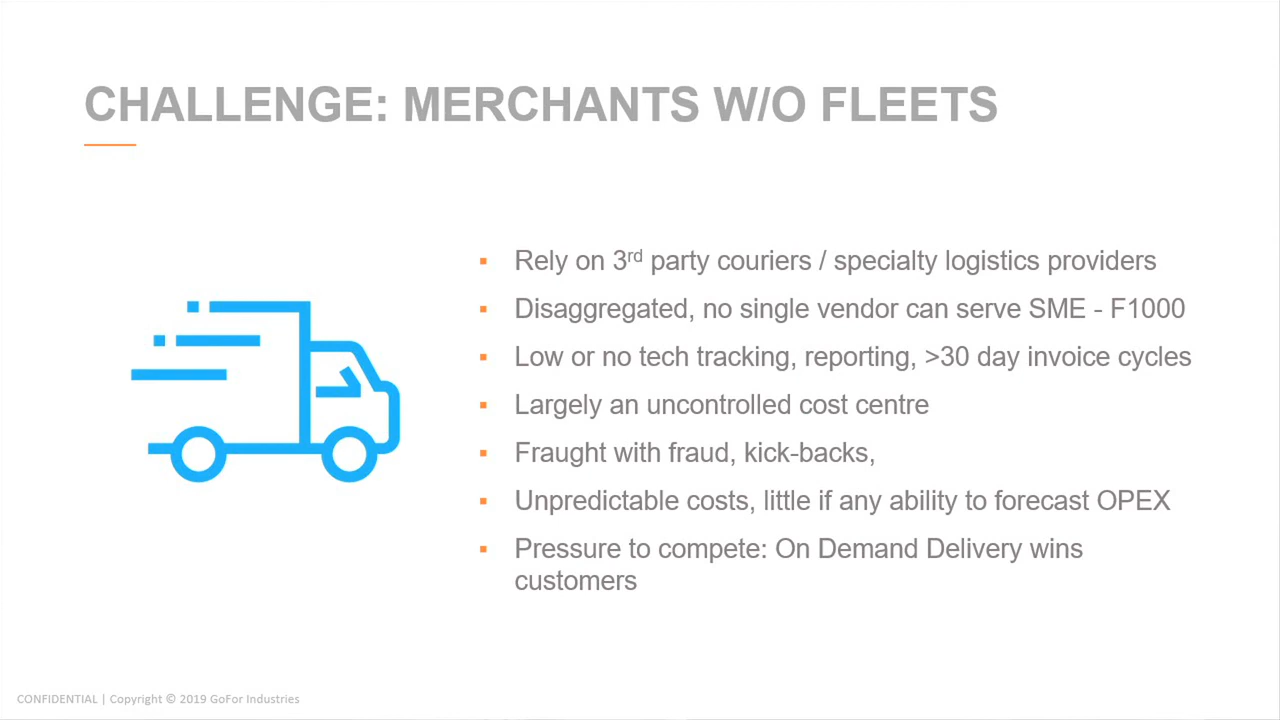 CHALLENGE: MERCHANTS W/O FLEETS
▪ Rely on 3rd party couriers / specialty logistics providers
▪ Disaggregated, no single vendor can serve SME - F1000
▪ Low or no tech tracking, reporting, >30 day invoice cycles
▪ Largely an uncontrolled cost centre
▪ Fraught with fraud, kick-backs,
▪ Unpredictable costs, little if any ability to forecast OPEX
▪ Pressure to compete: On Demand Delivery wins
customers
CONFIDENTIAL | Copyright © 2019 GoFor Industries